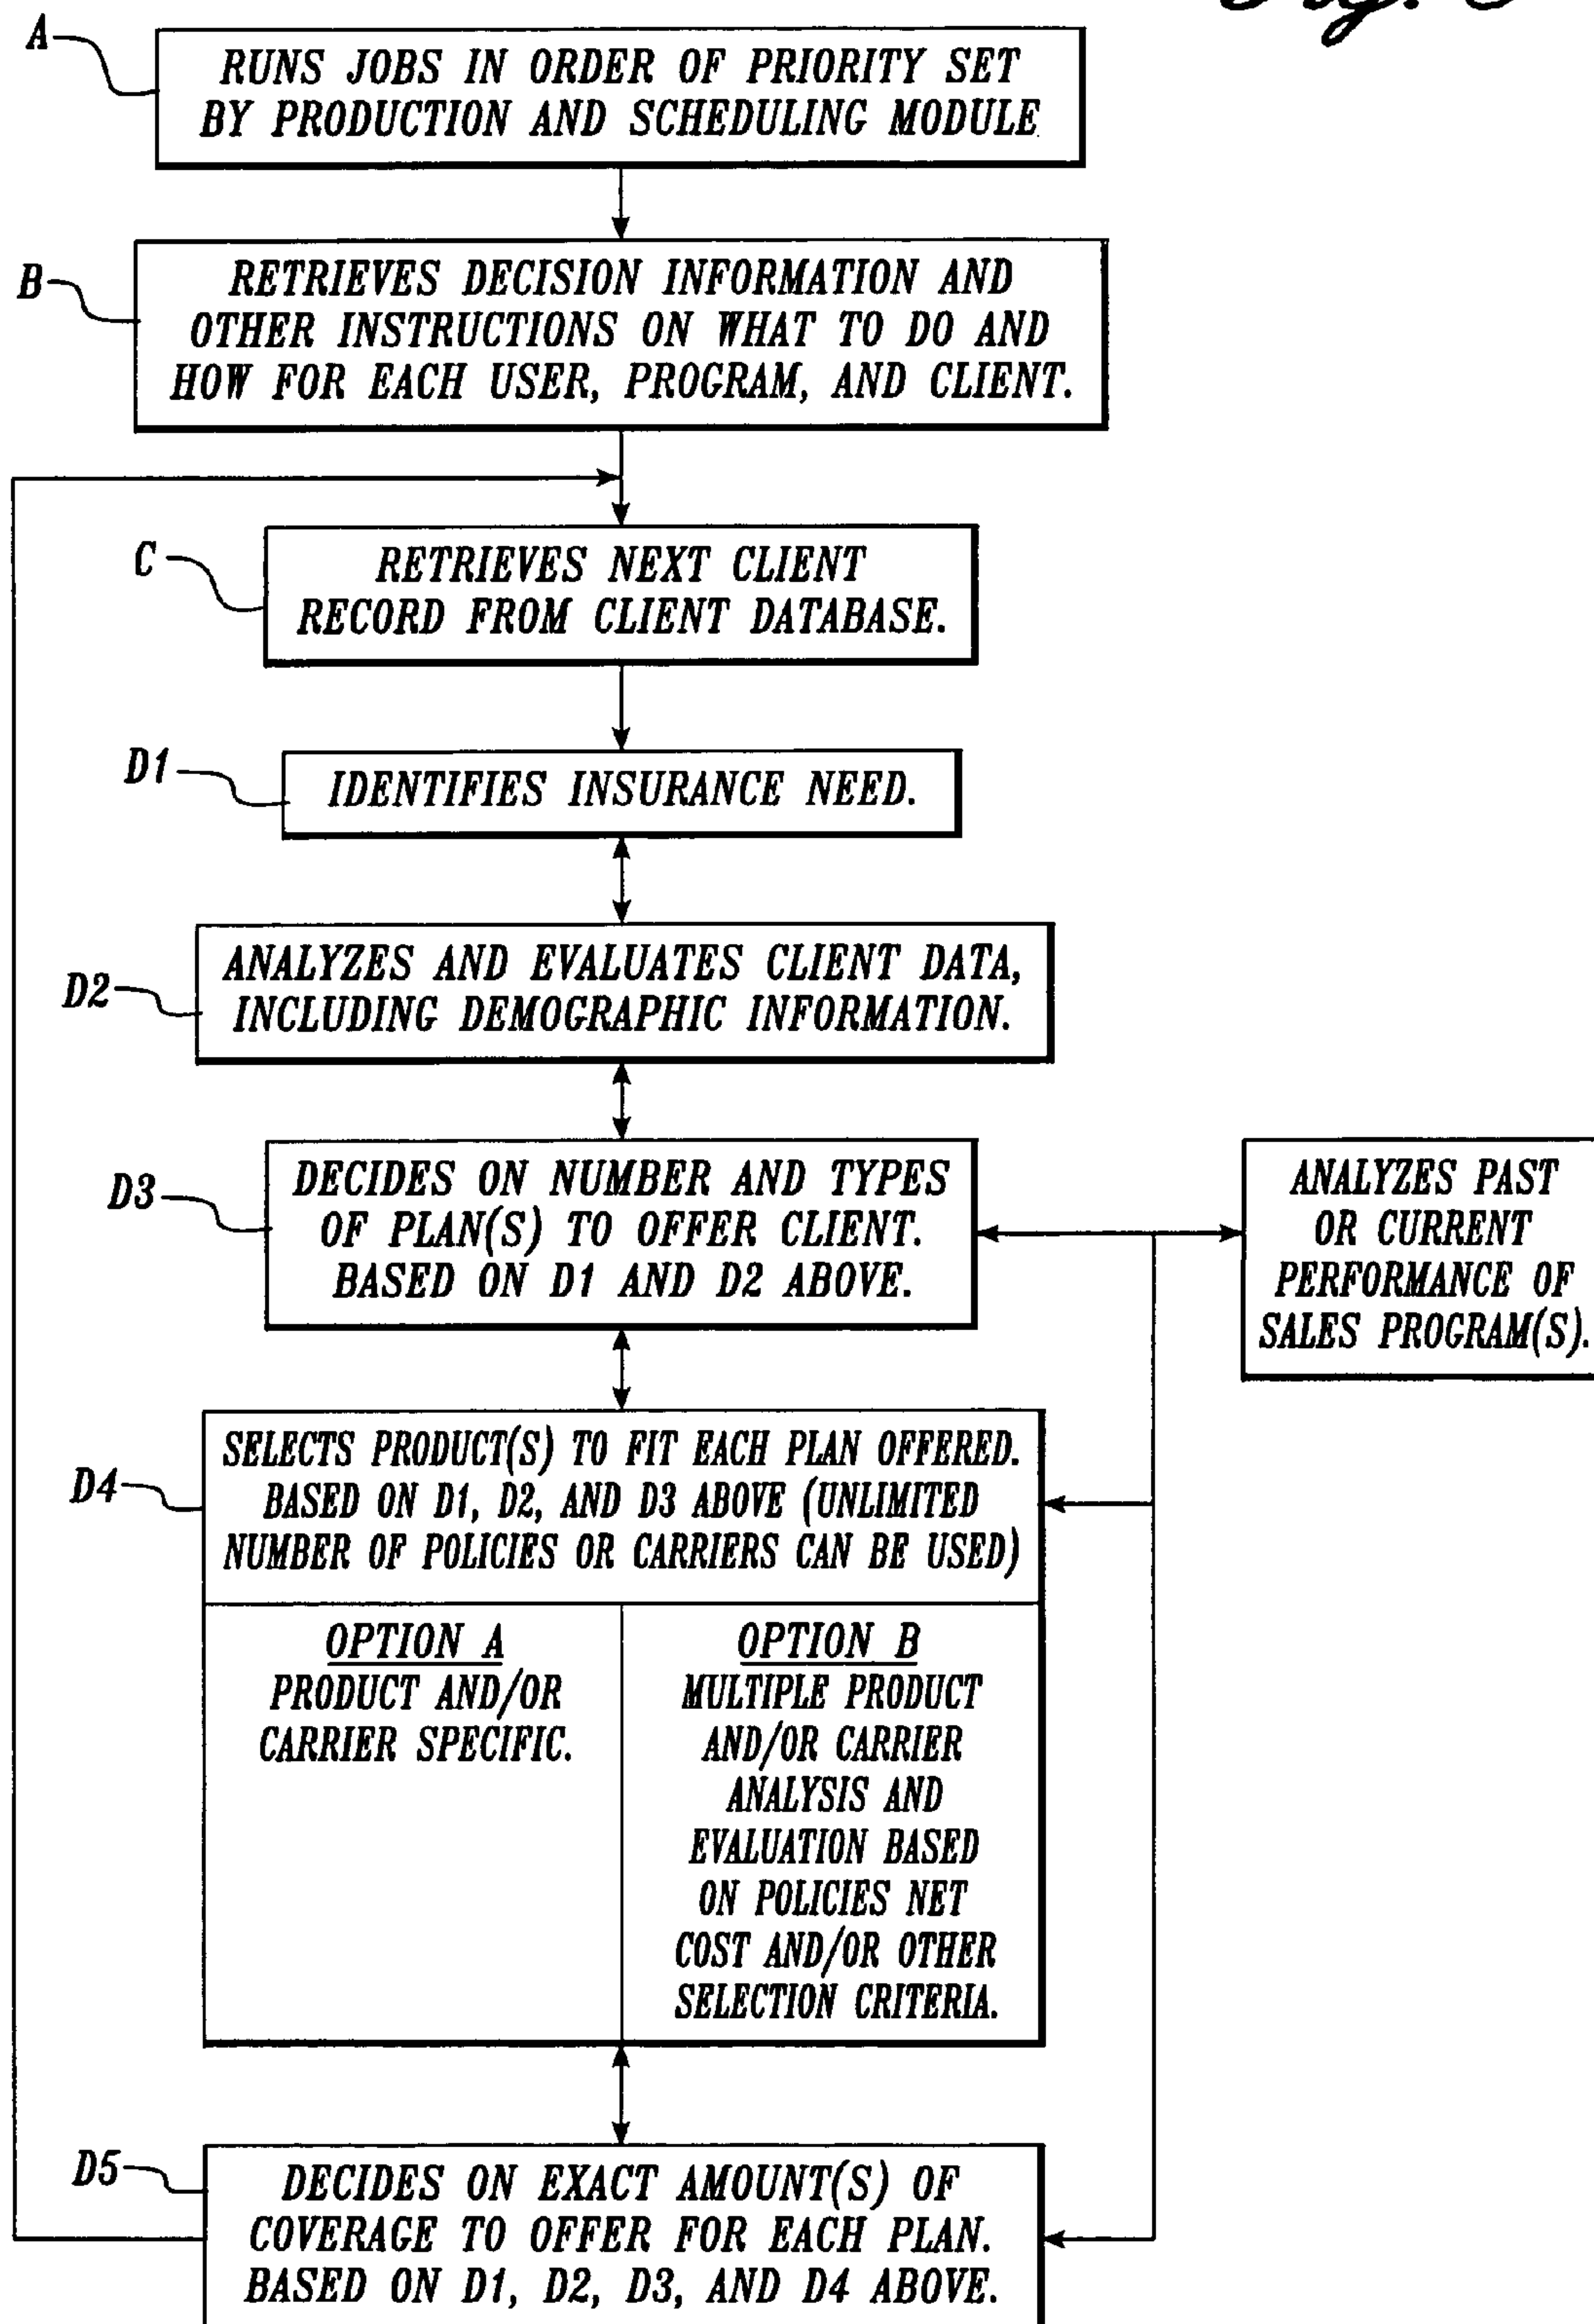 A
RUNS JOBS IN ORDER OF PRIORITY SET
BY PRODUCTION AND SCHEDULING MODULE
B
RETRIEVES DECISION INFORMATION AND
OTHER INSTRUCTIONS ON WHAT TO DO AND
HOW FOR EACH USER, PROGRAM, AND CLIENT.
C
RETRIEVES NEXT CLIENT
RECORD FROM CLIENT DATABASE.
D1
IDENTIFIES INSURANCE NEED.
D2
ANALYZES AND EVALUATES CLIENT DATA,
INCLUDING DEMOGRAPHIC INFORMATION.
D3
DECIDES ON NUMBER AND TYPES
OF PLAN(S) TO OFFER CLIENT.
BASED ON D1 AND D2 ABOVE.
ANALYZES PAST
OR CURRENT
PERFORMANCE OF
SALES PROGRAM(S).
D4
SELECTS PRODUCT(S) TO FIT EACH PLAN OFFERED.
BASED ON D1, D2, AND D3 ABOVE (UNLIMITED
NUMBER OF POLICIES OR CARRIERS CAN BE USED)
OPTION A
PRODUCT AND/OR
CARRIER SPECIFIC.
OPTION B
MULTIPLE PRODUCT
AND/OR CARRIER
ANALYSIS AND
EVALUATION BASED
ON POLICIES NET
COST AND/OR OTHER
SELECTION CRITERIA.
D5
DECIDES ON EXACT AMOUNT(S) OF
COVERAGE TO OFFER FOR EACH PLAN.
BASED ON D1, D2, D3, AND D4 ABOVE.